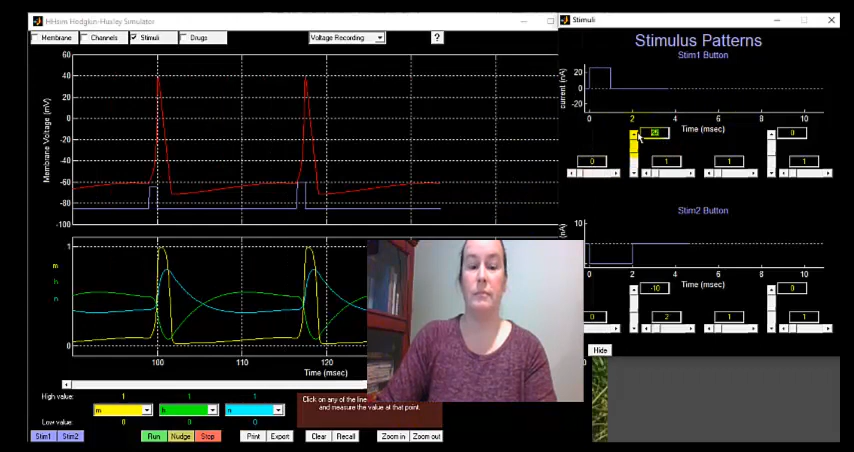 HHsim Hodgkin-Huxley Simulator
Membrane Channels Stimuli Drugs Voltage Recording ?
60
40
20
0
-20
-40
-60
-80
-100
Membrane Voltage (mV)
1
m
h
n
0
100 110 120
Time (msec)
High value: 1 1 1
m h n
Low value: 0 0 0
Click on any of the line
and measure the value at that point.
Stim1 Stim2 Run Nudge Stop Print Export Clear Recall Zoom in Zoom out
Stimuli
Stimulus Patterns
Stim1 Button
current (nA)
20
0
-20
0 2 4 6 8 10
Time (msec)
25 0
0 1 1 1
Stim2 Button
10
(nA)
0 2 4 6 8 10
Time (msec)
-10 0
0 2 1 1
Hide
0